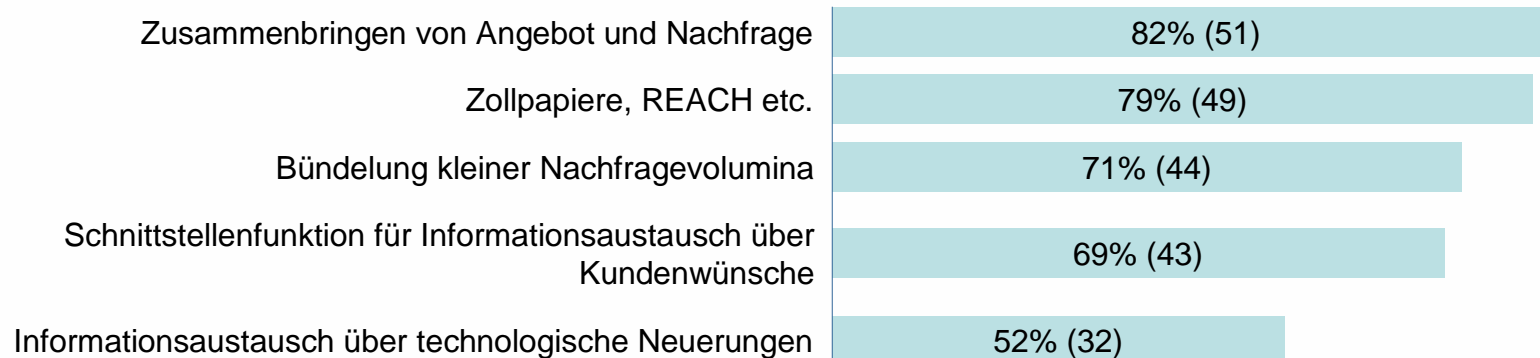 Zusammenbringen von Angebot und Nachfrage 82% (51)
Zollpapiere, REACH etc. 79% (49)
Bündelung kleiner Nachfragevolumina 71% (44)
Schnittstellenfunktion für Informationsaustausch über
Kundenwünsche 69% (43)
Informationsaustausch über technologische Neuerungen 52% (32)